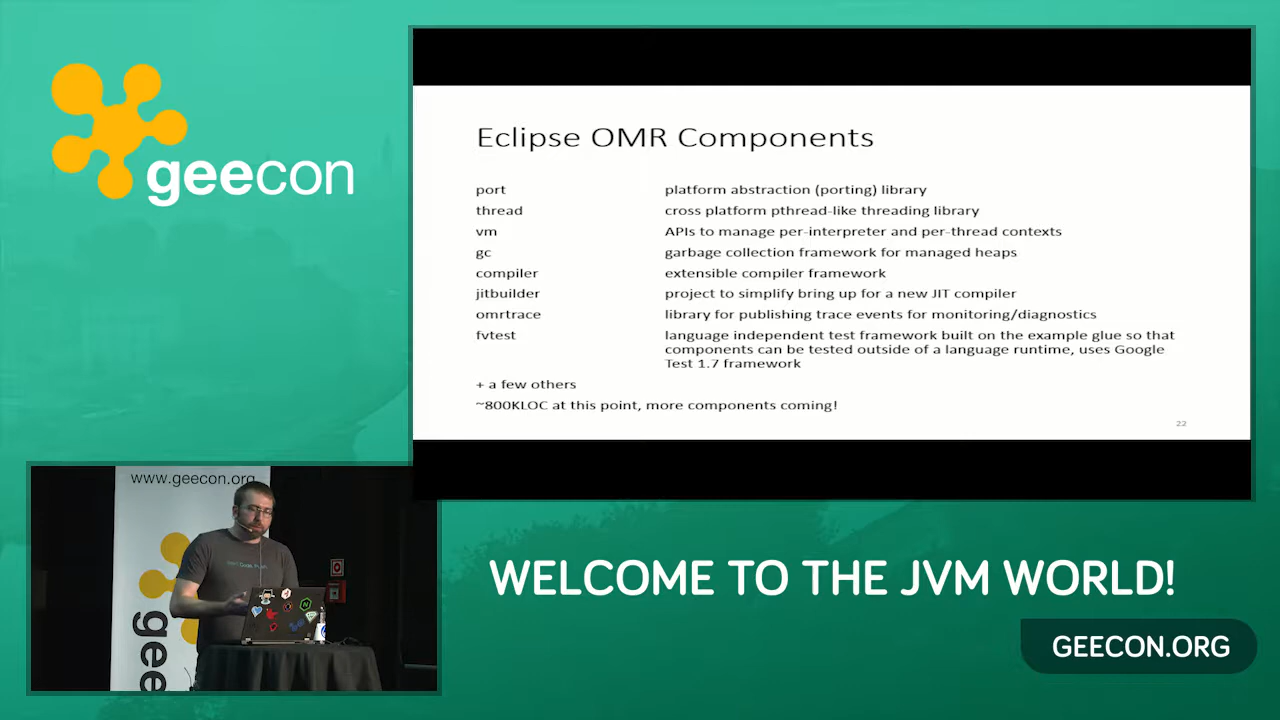 geecon
Eclipse OMR Components
port platform abstraction (porting) library
thread cross platform pthread-like threading library
vm APIs to manage per-interpreter and per-thread contexts
gc garbage collection framework for managed heaps
compiler extensible compiler framework
jitbuilder project to simplify bring up for a new JIT compiler
omrtrace library for publishing trace events for monitoring/diagnostics
fvtest language independent test framework built on the example glue so that
components can be tested outside of a language runtime, uses Google
Test 1.7 framework
+ a few others
~800KLOC at this point, more components coming!
22
www.geecon.org
gee
WELCOME TO THE JVM WORLD!
GEECON.ORG